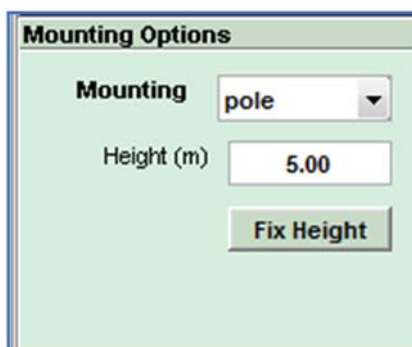 Mounting Options
Mounting pole
Height (m) 5.00
Fix Height